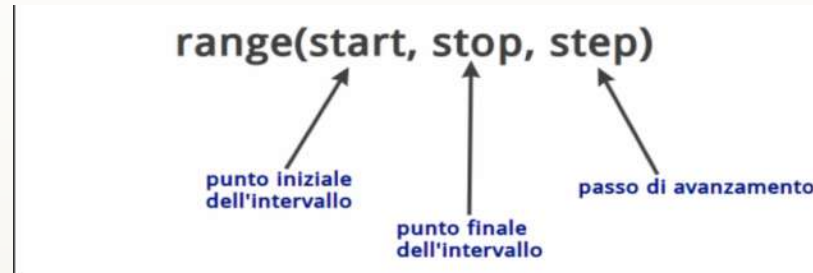 range(start, stop, step)
punto iniziale
dell'intervallo
punto finale
dell'intervallo
passo di avanzamento